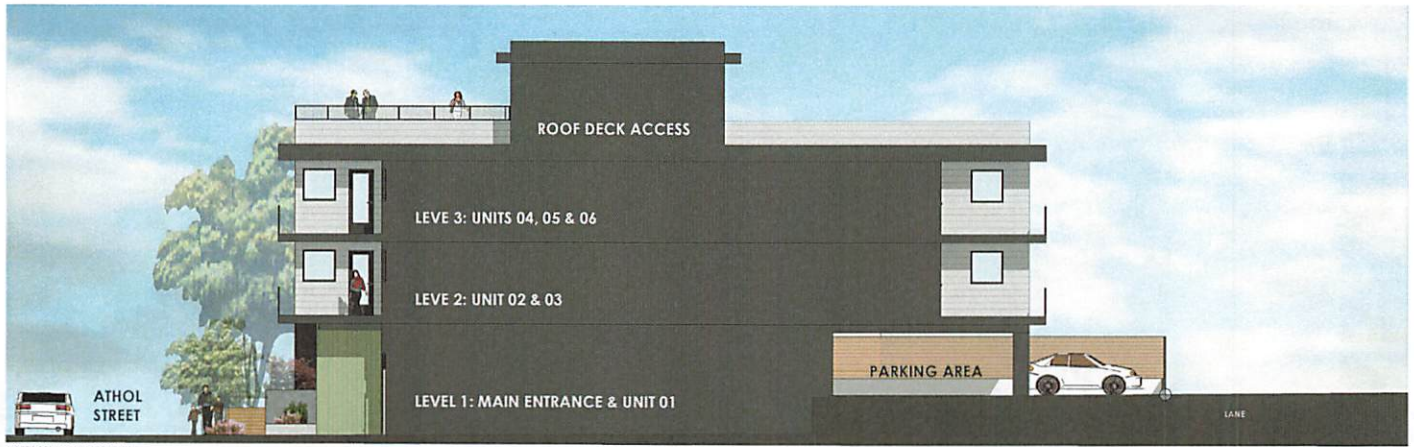 ROOF DECK ACCESS
LEVE 3: UNITS 04, 05 & 06
LEVE 2: UNIT 02 & 03
PARKING AREA
ATHOL
STREET
LEVEL 1: MAIN ENTRANCE & UNIT 01
LANE